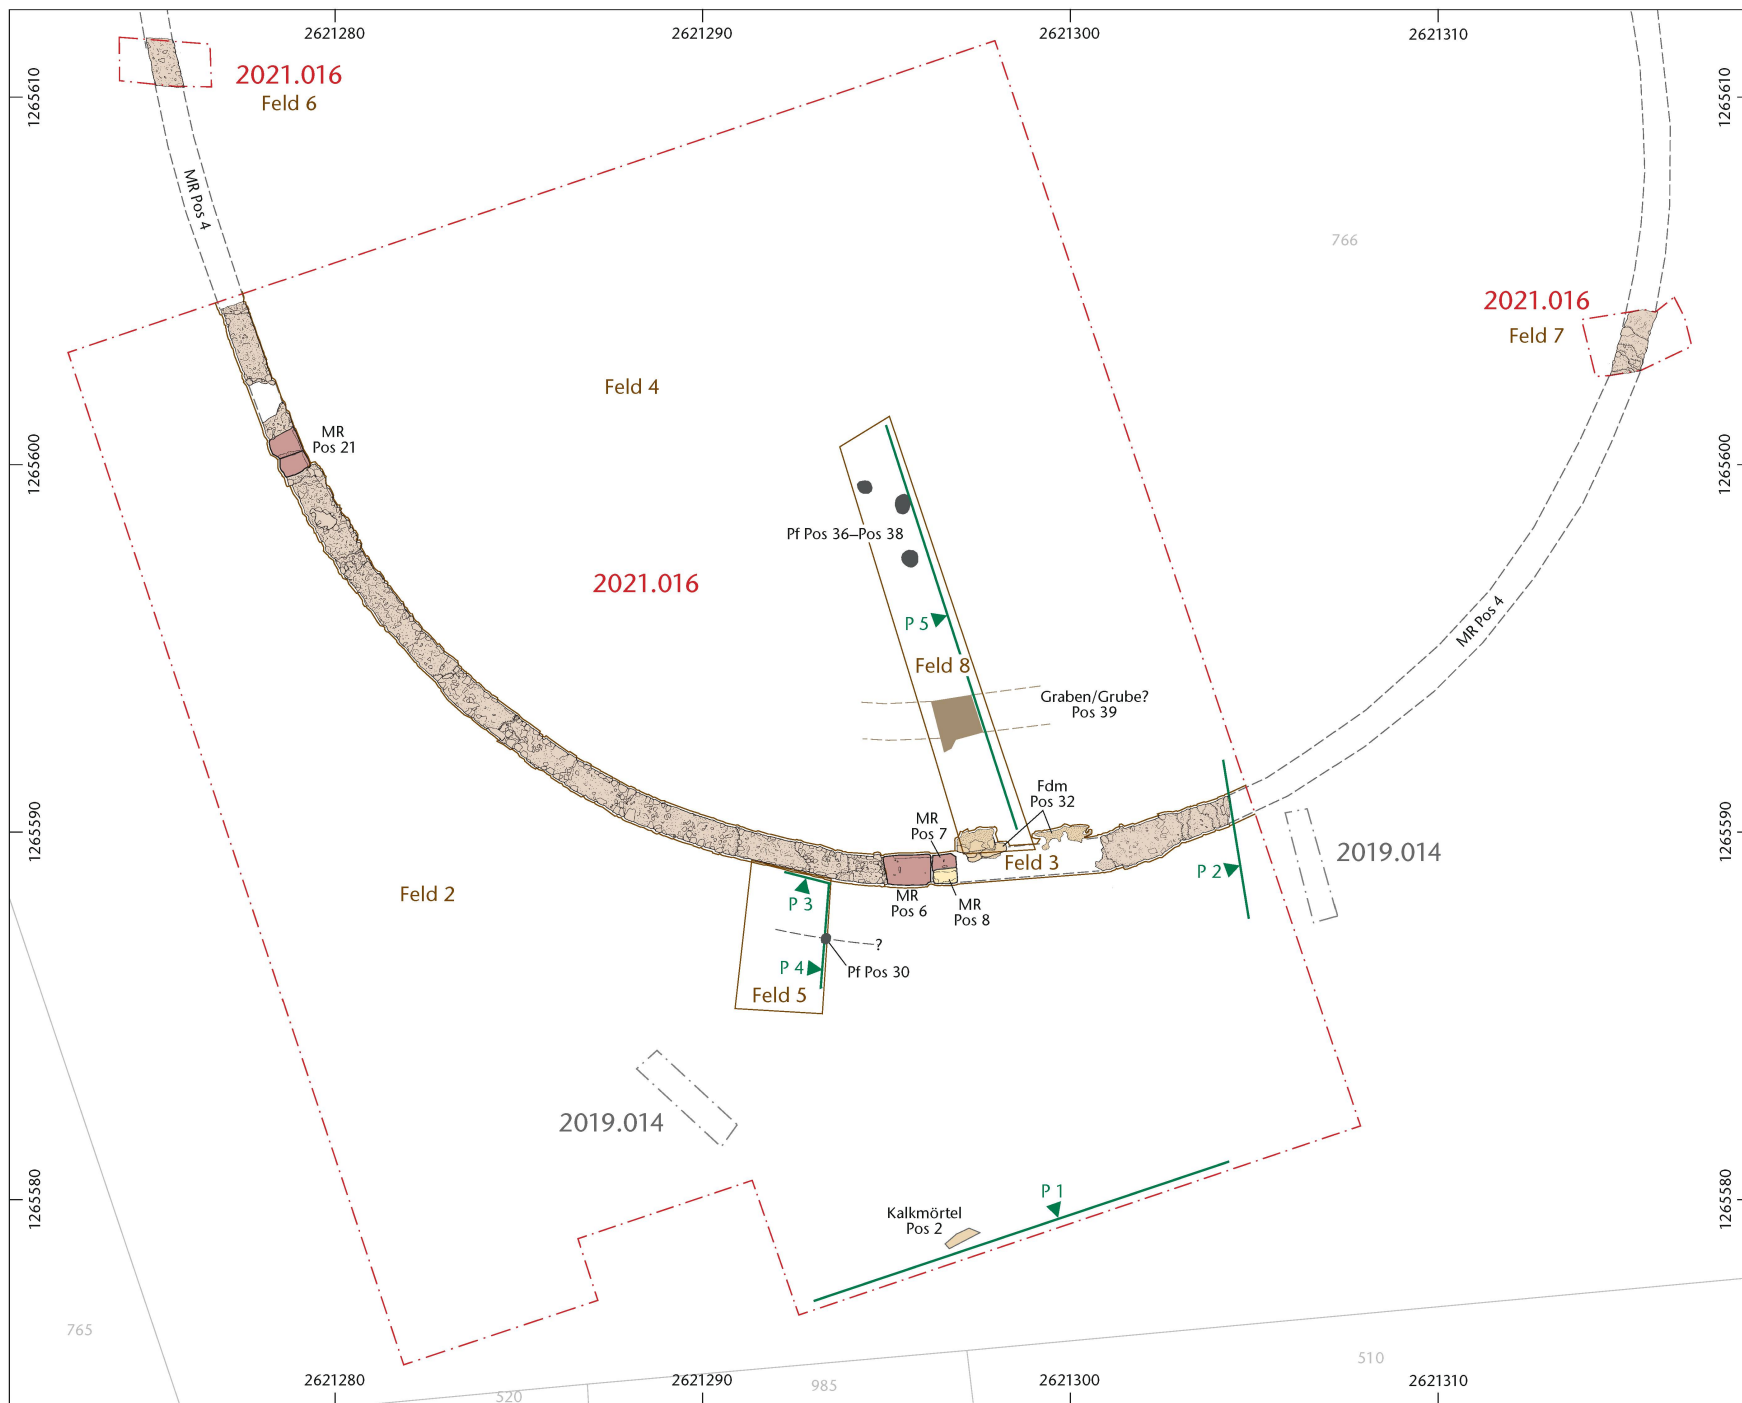 2621280
2621290
2621300
2621310
1265610
1265610
2021.016
Feld 6
MR Pos 4
766
2021.016
Feld 7
Feld 4
MR
Pos 21
1265600
1265600
Pf Pos 36–Pos 38
2021.016
P 5
MR Pos 4
Feld 8
Graben/Grube?
Pos 39
Fdm
Pos 32
1265590
1265590
MR
Pos 7
Feld 3
2019.014
P 2
Feld 2
P 3
MR
Pos 6
MR
Pos 8
?
P 4
Pf Pos 30
Feld 5
2019.014
1265580
1265580
P 1
Kalkmörtel
Pos 2
765
510
2621280
2621290
2621300
2621310
520
985